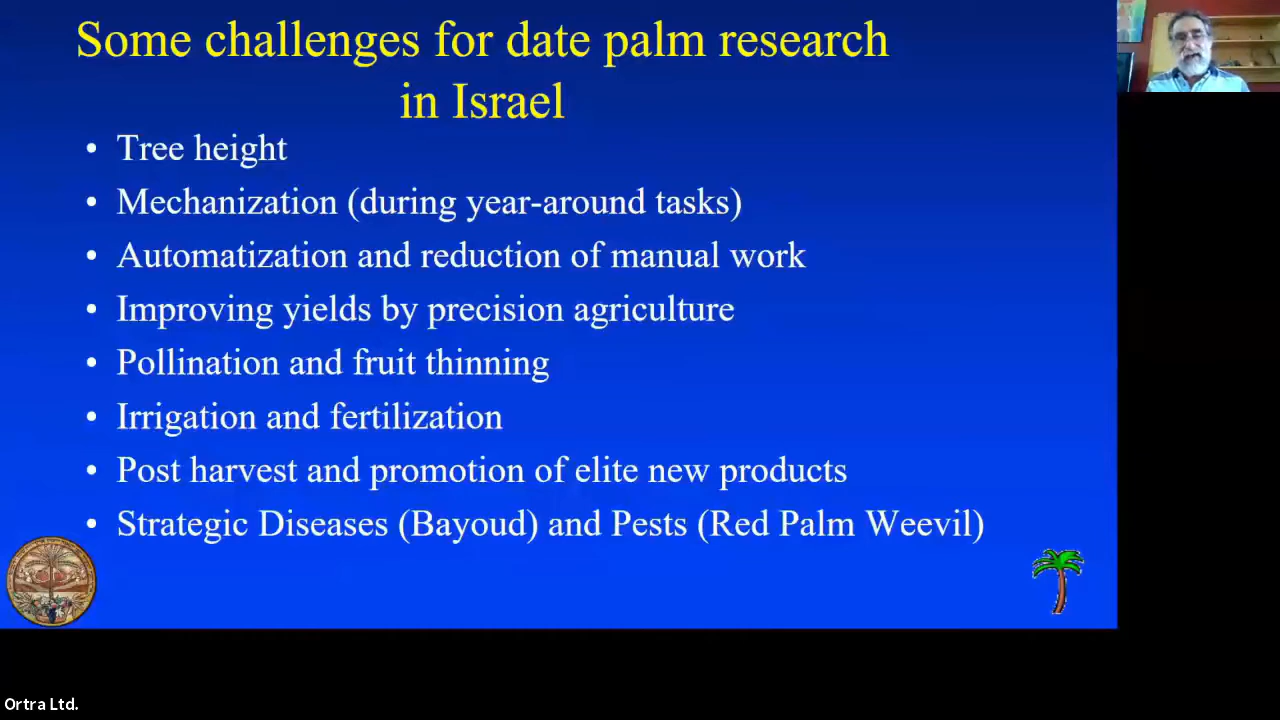 Some challenges for date palm research
in Israel
• Tree height
• Mechanization (during year-around tasks)
• Automatization and reduction of manual work
• Improving yields by precision agriculture
• Pollination and fruit thinning
• Irrigation and fertilization
• Post harvest and promotion of elite new products
• Strategic Diseases (Bayoud) and Pests (Red Palm Weevil)
Ortra Ltd.